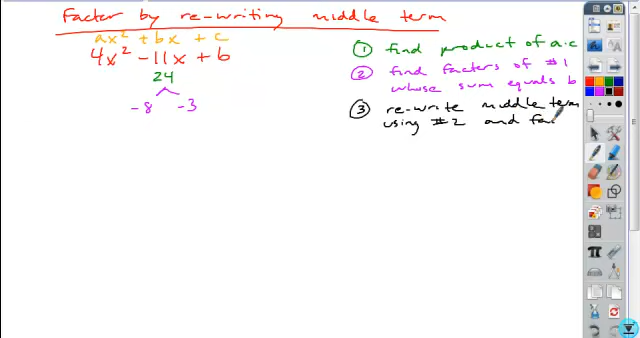 Factor by re-writing middle term
ax² + bx + c
4x² - 11x + 6
24
-8 -3
① find product of a·c
② find factors of #1
whose sum equals b
③ re-write middle term
using #2 and fa